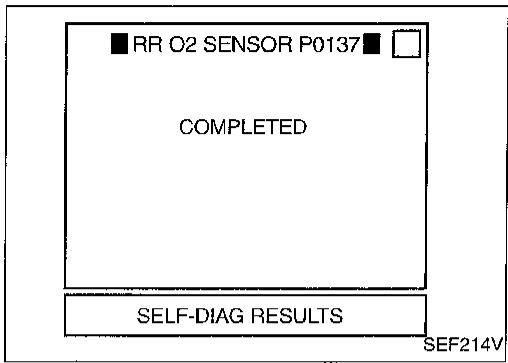 RR O2 SENSOR P0137
COMPLETED
SELF-DIAG RESULTS
SEF214V